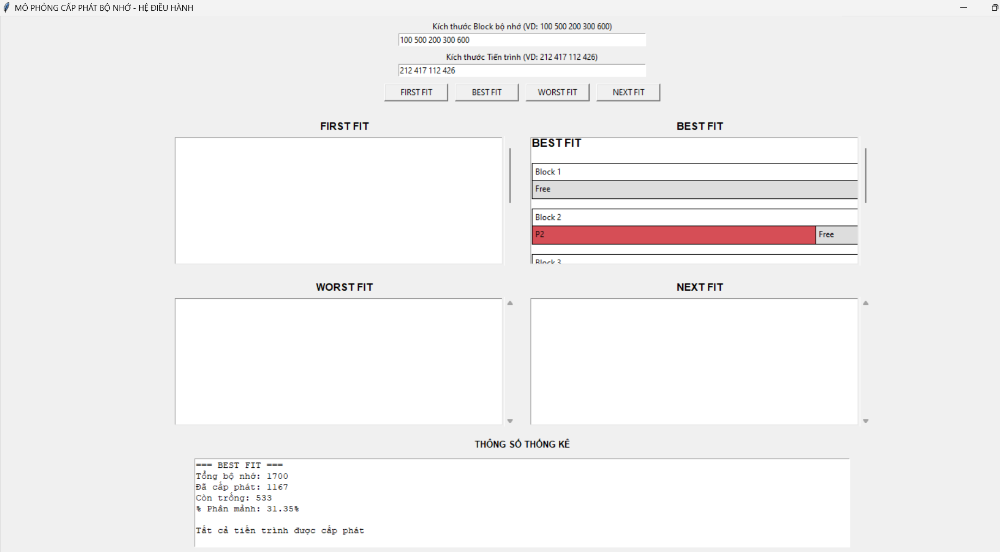 MÔ PHỎNG CẤP PHÁT BỘ NHỚ - HỆ ĐIỀU HÀNH
Kích thước Block bộ nhớ (VD: 100 500 200 300 600)
100 500 200 300 600
Kích thước Tiến trình (VD: 212 417 112 426)
212 417 112 426
FIRST FIT BEST FIT WORST FIT NEXT FIT
FIRST FIT
BEST FIT
BEST FIT
Block 1
Free
Block 2
P2 Free
Block 3
WORST FIT
NEXT FIT
THÔNG SỐ THỐNG KÊ
=== BEST FIT ===
Tổng bộ nhớ: 1700
Đã cấp phát: 1167
Còn trống: 533
% Phân mảnh: 31.35%
Tất cả tiến trình được cấp phát